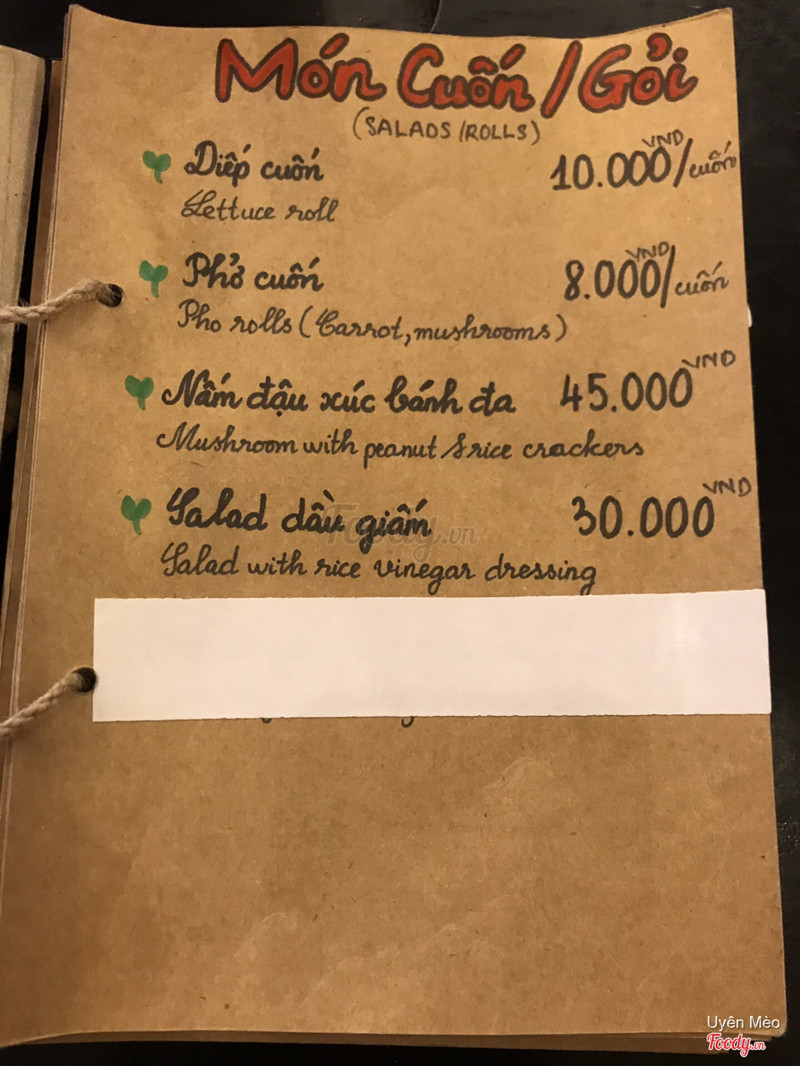 Món Cuốn/Gỏi
(SALADS/ROLLS)
Diếp cuốn 10.000 VND/cuốn
Lettuce roll
Phở cuốn 8.000 VND/cuốn
Pho rolls (Carrot, mushrooms)
Nấm đậu xúc bánh đa 45.000 VND
Mushroom with peanut & rice crackers
Salad dầu giấm 30.000 VND
Salad with rice vinegar dressing
Foody.vn
Uyên Mèo
Foody.vn